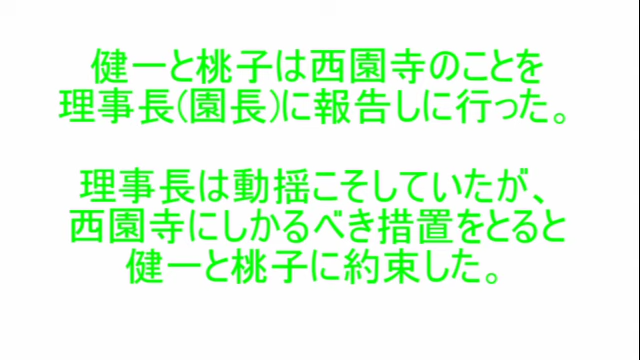 健一と桃子は西園寺のことを
理事長(園長)に報告しに行った。
理事長は動揺こそしていたが、
西園寺にしかるべき措置をとると
健一と桃子に約束した。